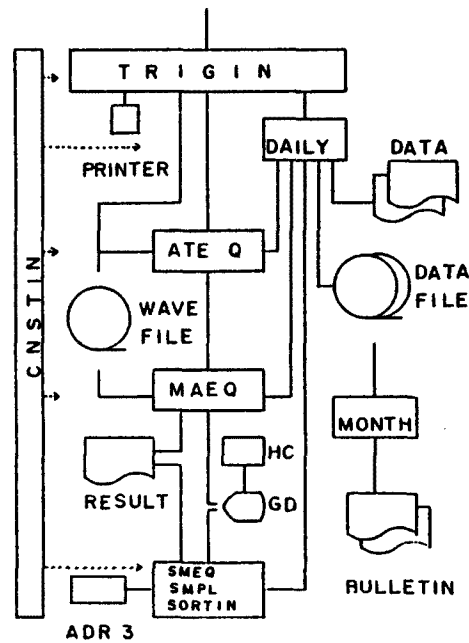 TRIGIN
DAILY
DATA
PRINTER
ATE Q
DATA
FILE
CNSTIN
WAVE
FILE
MAEQ
MONTH
HC
RESULT
GD
SMEQ
SMPL
SORTIN
BULLETIN
ADR 3